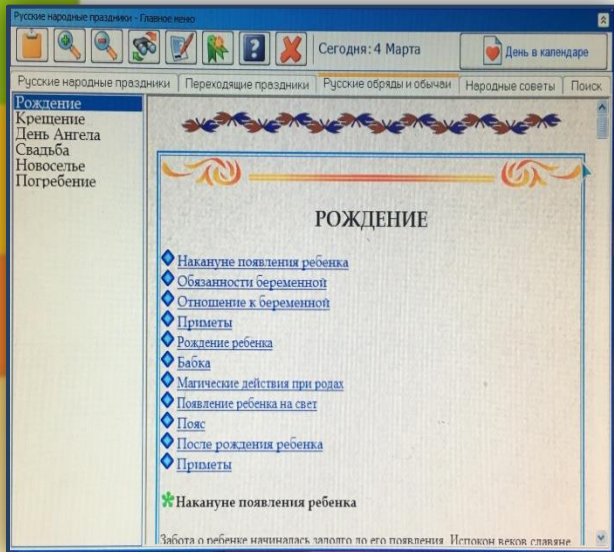 Русские народные праздники - Главное меню
Сегодня: 4 Марта
День в календаре
Русские народные праздники Переходящие праздники Русские обряды и обычаи Народные советы Поиск
Рождение
Крещение
День Ангела
Свадьба
Новоселье
Погребение
РОЖДЕНИЕ
Накануне появления ребенка
Обязанности беременной
Отношение к беременной
Приметы
Рождение ребенка
Бабка
Магические действия при родах
Появление ребенка на свет
Пояс
После рождения ребенка
Приметы
Накануне появления ребенка
Забота о ребенке начиналась задолго до его появления. Испокон веков славяне